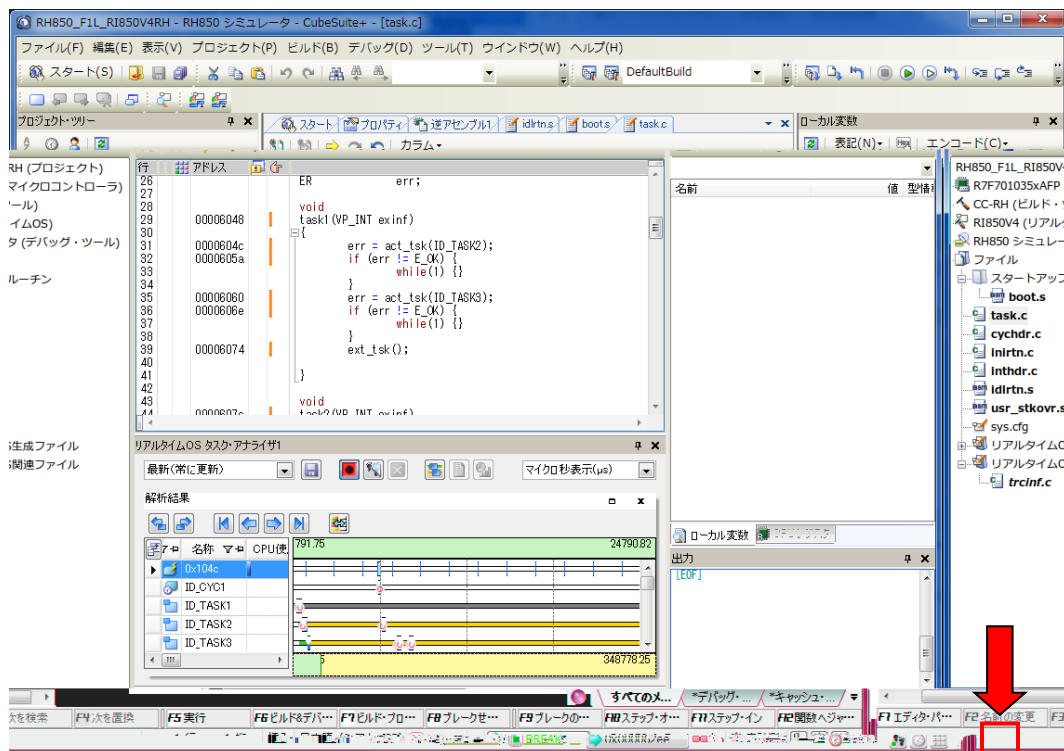 RH850_F1L_RI850V4RH - RH850 シミュレータ - CubeSuite+ - [task.c]
ファイル(F) 編集(E) 表示(V) プロジェクト(P) ビルド(B) デバッグ(D) ツール(T) ウインドウ(W) ヘルプ(H)
スタート(S) DefaultBuild
プロジェクト・ツリー
スタート プロパティ 逆アセンブル1 idlrtn.s boot.s task.c
ローカル変数
カラム
表記(N) Hex エンコード(C)
RH (プロジェクト)
マイクロコントローラ)
ール)
イムOS)
タ (デバッグ・ツール)
ルーチン
S生成ファイル
S関連ファイル
行 アドレス
26 ER err;
27
28 void
29 00006048 task1(VP_INT exinf)
30 {
31 0000604c err = act_tsk(ID_TASK2);
32 0000605a if (err != E_OK) {
33 while(1) {}
34 }
35 00006060 err = act_tsk(ID_TASK3);
36 0000606e if (err != E_OK) {
37 while(1) {}
38 }
39 00006074 ext_tsk();
40
41 }
42
43 void
44 0000607c task2(VP_INT exinf)
名前 値 型情報
RH850_F1L_RI850V4
R7F701035xAFP
CC-RH (ビルド・
RI850V4 (リアル
RH850 シミュレー
ファイル
スタートアップ
boot.s
task.c
cychdr.c
inirtn.c
inthdr.c
idlrtn.s
usr_stkovr.s
sys.cfg
リアルタイムO
リアルタイムO
trcinf.c
リアルタイムOS タスク・アナライザ1
最新(常に更新) マイクロ秒表示(μs)
解析結果
名称 CPU使
791.75 24790.82
0x104c
ID_CYC1
ID_TASK1
ID_TASK2
ID_TASK3
5 348778.25
ローカル変数
出力
[EOF]
すべてのメ... *デバッグ・... *キャッシュ・...
次を検索 F4 次を置換 F5 実行 F6 ビルド&デバ… F7 ビルド・プロ… F8 ブレークせ… F9 ブレークの… F10 ステップ・オ… F11 ステップ・イン F12 関数へジャ… F1 エディタ・パ… F2 名前の変更 F3
BREAK